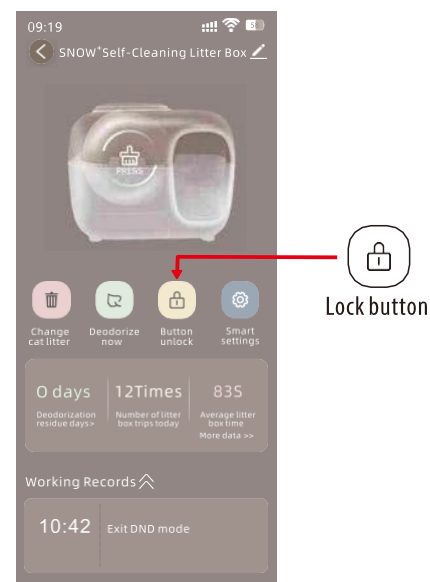 09:19
50
SNOW⁺Self-Cleaning Litter Box
PRESS
Lock button
Change
cat litter
Deodorize
now
Button
unlock
Smart
settings
O days
12Times
83S
Deodorization
residue days>
Number of litter
box trips today
Average litter
box time
More data >>
Working Records
10:42
Exit DND mode